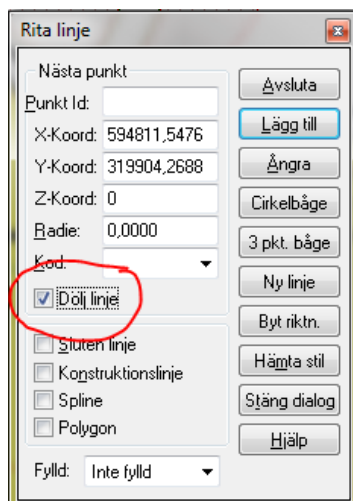 Rita linje
Nästa punkt
Punkt Id:
X-Koord: 594811,5476
Y-Koord: 319904,2688
Z-Koord: 0
Radie: 0,0000
Kod:
Dölj linje
Sluten linje
Konstruktionslinje
Spline
Polygon
Fylld: Inte fylld
Avsluta
Lägg till
Ångra
Cirkelbåge
3 pkt. båge
Ny linje
Byt riktn.
Hämta stil
Stäng dialog
Hjälp